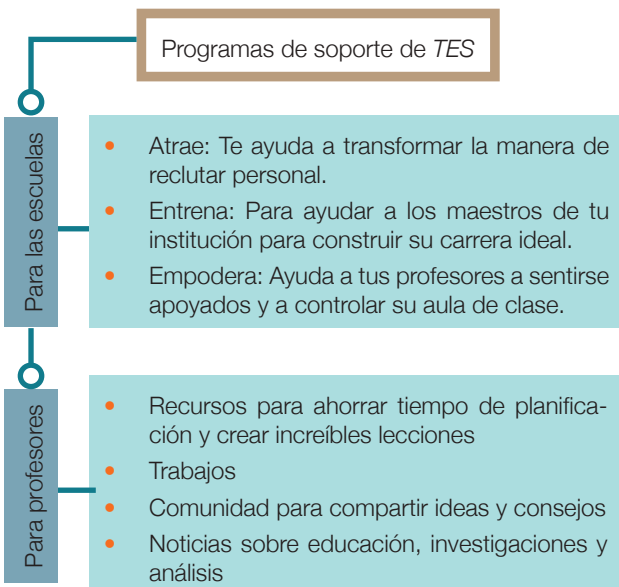 Programas de soporte de TES
Para las escuelas
• Atrae: Te ayuda a transformar la manera de
reclutar personal.
• Entrena: Para ayudar a los maestros de tu
institución para construir su carrera ideal.
• Empodera: Ayuda a tus profesores a sentirse
apoyados y a controlar su aula de clase.
Para profesores
• Recursos para ahorrar tiempo de planifica-
ción y crear increíbles lecciones
• Trabajos
• Comunidad para compartir ideas y consejos
• Noticias sobre educación, investigaciones y
análisis